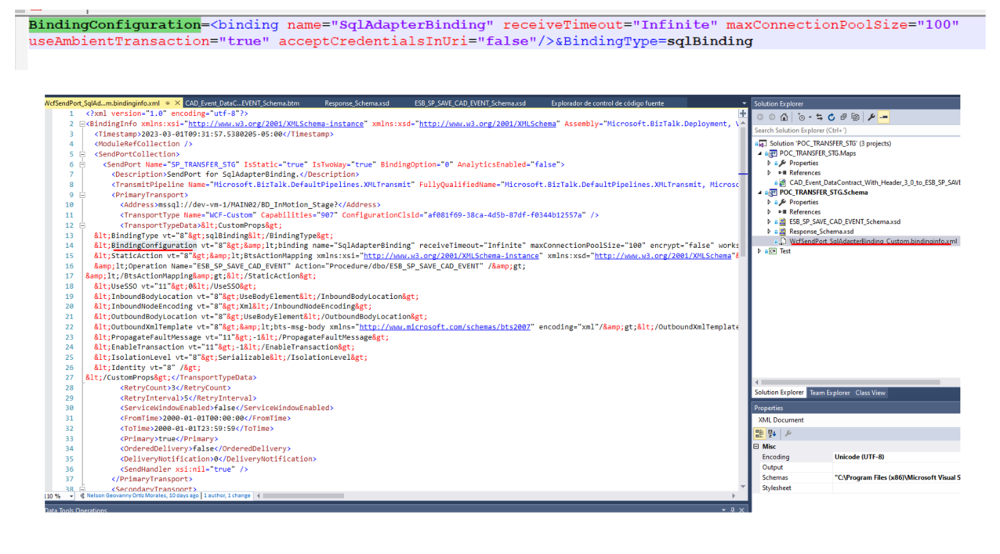 BindingConfiguration=<binding name="SqlAdapterBinding" receiveTimeout="Infinite" maxConnectionPoolSize="100"
useAmbientTransaction="true" acceptCredentialsInUri="false"/>&BindingType=sqlBinding
WcfSendPort_SqlAd...m.bindinginfo.xml CAD_Event_DataC...EVENT_Schema.btm Response_Schema.xsd ESB_SP_SAVE_CAD_EVENT_Schema.xsd Explorador de control de código fuente
1 <?xml version="1.0" encoding="utf-8"?>
2 <BindingInfo xmlns:xsi="http://www.w3.org/2001/XMLSchema-instance" xmlns:xsd="http://www.w3.org/2001/XMLSchema" Assembly="Microsoft.BizTalk.Deployment,
3 <Timestamp>2023-03-01T09:31:57.5380205-05:00</Timestamp>
4 <ModuleRefCollection />
5 <SendPortCollection>
6 <SendPort Name="SP_TRANSFER_STG" IsStatic="true" IsTwoWay="true" BindingOption="0" AnalyticsEnabled="false">
7 <Description>SendPort for SqlAdapterBinding.</Description>
8 <TransmitPipeline Name="Microsoft.BizTalk.DefaultPipelines.XMLTransmit" FullyQualifiedName="Microsoft.BizTalk.DefaultPipelines.XMLTransmit, Microsc
9 <PrimaryTransport>
10 <Address>mssql://dev-vm-1/MAIN02/BD_InMotion_Stage?</Address>
11 <TransportType Name="WCF-Custom" Capabilities="907" ConfigurationClsid="af081f69-38ca-4d5b-87df-f0344b12557a" />
12 <TransportTypeData>&lt;CustomProps&gt;
13 &lt;BindingType vt="8"&gt;sqlBinding&lt;/BindingType&gt;
14 &lt;BindingConfiguration vt="8"&gt;&amp;lt;binding name="SqlAdapterBinding" receiveTimeout="Infinite" maxConnectionPoolSize="100" encrypt="false" works
15 &lt;StaticAction vt="8"&gt;&amp;lt;BtsActionMapping xmlns:xsi="http://www.w3.org/2001/XMLSchema-instance" xmlns:xsd="http://www.w3.org/2001/XMLSchema"&
16 &amp;lt;Operation Name="ESB_SP_SAVE_CAD_EVENT" Action="Procedure/dbo/ESB_SP_SAVE_CAD_EVENT" /&amp;gt;
17 &amp;lt;/BtsActionMapping&amp;gt;&lt;/StaticAction&gt;
18 &lt;UseSSO vt="11"&gt;0&lt;/UseSSO&gt;
19 &lt;InboundBodyLocation vt="8"&gt;UseBodyElement&lt;/InboundBodyLocation&gt;
20 &lt;InboundNodeEncoding vt="8"&gt;Xml&lt;/InboundNodeEncoding&gt;
21 &lt;OutboundBodyLocation vt="8"&gt;UseBodyElement&lt;/OutboundBodyLocation&gt;
22 &lt;OutboundXmlTemplate vt="8"&gt;&amp;lt;bts-msg-body xmlns="http://www.microsoft.com/schemas/bts2007" encoding="xml"/&amp;gt;&lt;/OutboundXmlTemplate
23 &lt;PropagateFaultMessage vt="11"&gt;-1&lt;/PropagateFaultMessage&gt;
24 &lt;EnableTransaction vt="11"&gt;-1&lt;/EnableTransaction&gt;
25 &lt;IsolationLevel vt="8"&gt;Serializable&lt;/IsolationLevel&gt;
26 &lt;Identity vt="8" /&gt;
27 &lt;/CustomProps&gt;</TransportTypeData>
28 <RetryCount>3</RetryCount>
29 <RetryInterval>5</RetryInterval>
30 <ServiceWindowEnabled>false</ServiceWindowEnabled>
31 <FromTime>2000-01-01T00:00:00</FromTime>
32 <ToTime>2000-01-01T23:59:59</ToTime>
33 <Primary>true</Primary>
34 <OrderedDelivery>false</OrderedDelivery>
35 <DeliveryNotification>0</DeliveryNotification>
36 <SendHandler xsi:nil="true" />
37 </PrimaryTransport>
38 <SecondaryTransport>
110 % Nelson Geovanny Ortiz Morales, 10 days ago | 1 author, 1 change
Data Tools Operations
Solution Explorer
Search Solution Explorer (Ctrl+¨)
Solution 'POC_TRANSFER_STG' (3 projects)
POC_TRANSFER_STG.Maps
Properties
References
CAD_Event_DataContract_With_Header_3_0_to_ESB_SP_SAVE
POC_TRANSFER_STG.Schema
Properties
References
ESB_SP_SAVE_CAD_EVENT_Schema.xsd
Response_Schema.xsd
WcfSendPort_SqlAdapterBinding_Custom.bindinginfo.xml
Test
Solution Explorer Team Explorer Class View
Properties
XML Document
Misc
Encoding Unicode (UTF-8)
Output
Schemas "C:\Program Files (x86)\Microsoft Visual S
Stylesheet